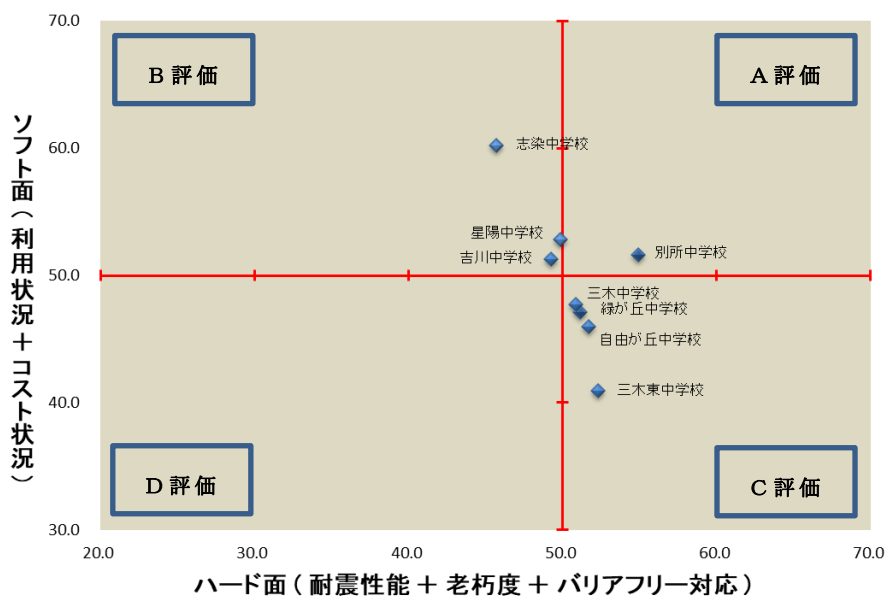 70.0
B 評価
A 評価
60.0
志染中学校
星陽中学校
吉川中学校
別所中学校
50.0
三木中学校
緑が丘中学校
自由が丘中学校
三木東中学校
40.0
D 評価
C 評価
30.0
20.0 30.0 40.0 50.0 60.0 70.0
ソフト面(利用状況+コスト状況)
ハード面(耐震性能+老朽度+バリアフリー対応)